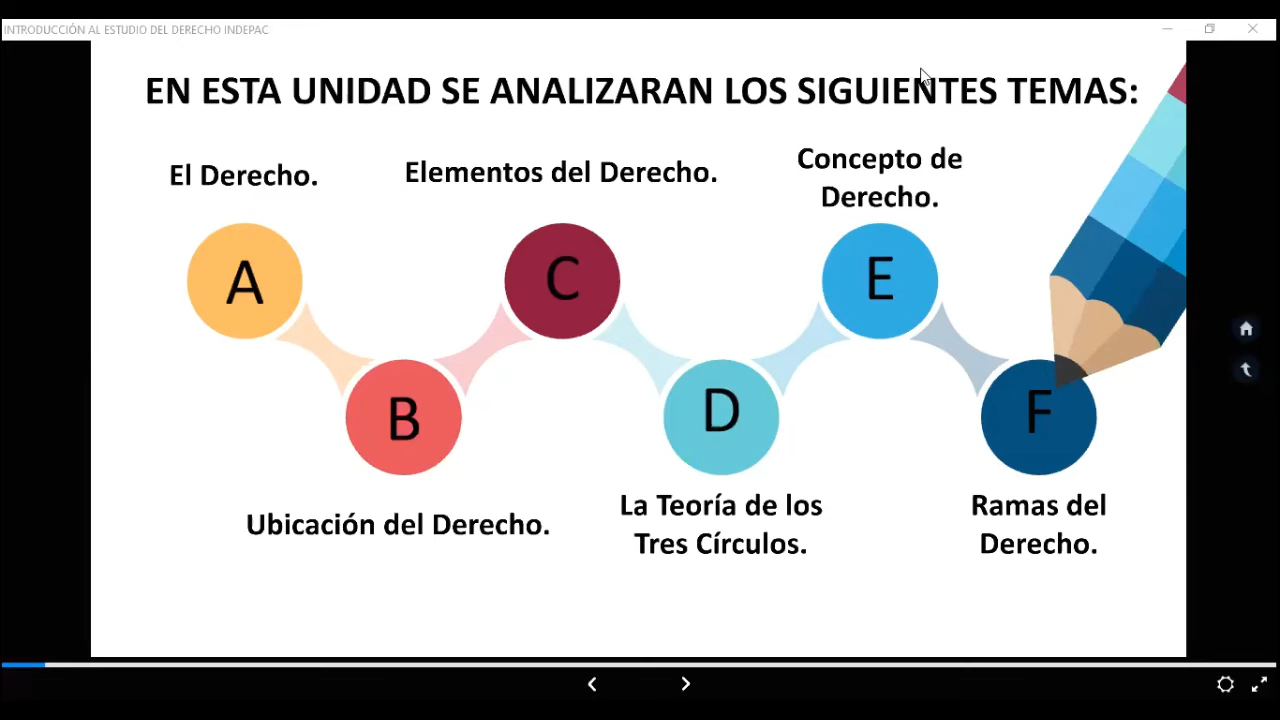 INTRODUCCIÓN AL ESTUDIO DEL DERECHO INDEPAC
EN ESTA UNIDAD SE ANALIZARAN LOS SIGUIENTES TEMAS:
El Derecho.
Elementos del Derecho.
Concepto de
Derecho.
A
C
E
B
D
F
Ubicación del Derecho.
La Teoría de los
Tres Círculos.
Ramas del
Derecho.